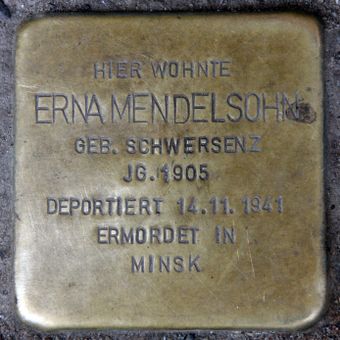 HIER WOHNTE
ERNA MENDELSOHN
GEB. SCHWERSENZ
JG. 1905
DEPORTIERT 14.11.1941
ERMORDET IN
MINSK